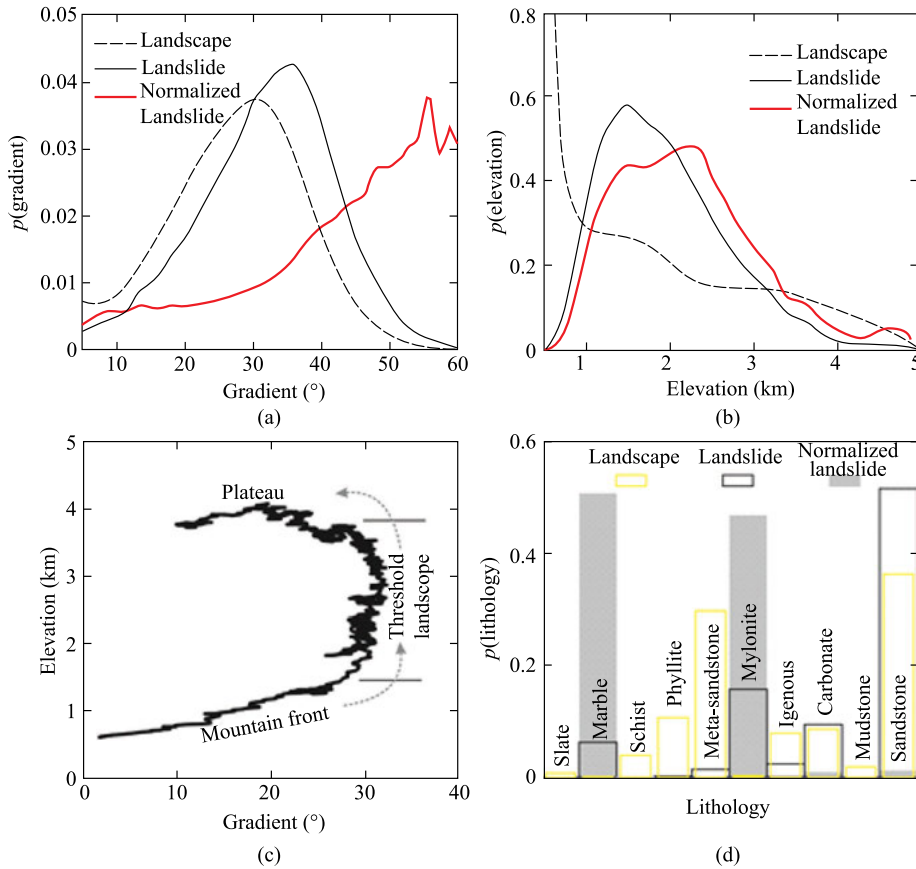 0.05
0.04
0.03
0.02
0.01
0
p(gradient)
Landscape
Landslide
Normalized
Landslide
10 20 30 40 50 60
Gradient (°)
(a)
0.8
0.6
0.4
0.2
0
p(elevation)
Landscape
Landslide
Normalized
Landslide
1 2 3 4 5
Elevation (km)
(b)
5
4
3
2
1
0
Elevation (km)
Plateau
Threshold
landscope
Mountain front
0 10 20 30 40
Gradient (°)
(c)
0.6
0.4
0.2
0
p(lithology)
Landscape
Landslide
Normalized
landslide
Slate
Marble
Schist
Phyllite
Meta-sandstone
Mylonite
Igenous
Carbonate
Mudstone
Sandstone
Lithology
(d)